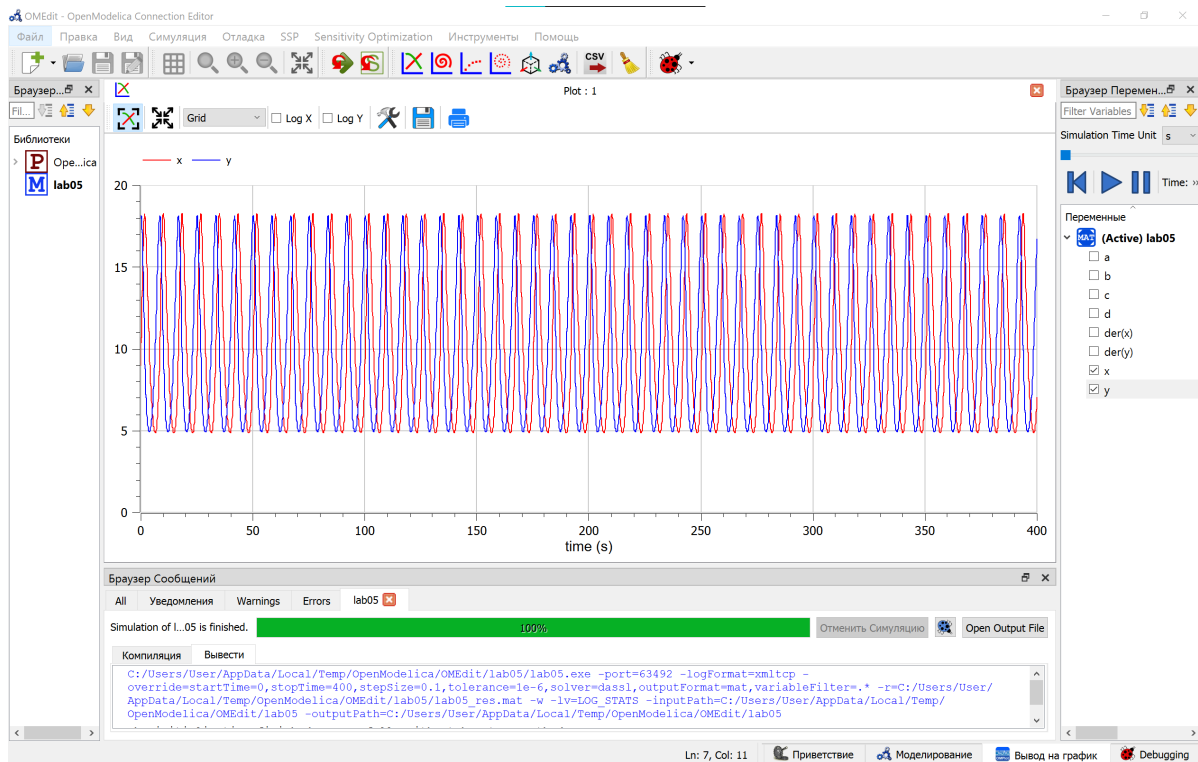 OMEdit - OpenModelica Connection Editor
Файл Правка Вид Симуляция Отладка SSP Sensitivity Optimization Инструменты Помощь
CSV
Браузер...
Plot : 1
Браузер Перемен...
Fil...
Grid
Log X
Log Y
Filter Variables
Библиотеки
Simulation Time Unit s
P Ope...ica
M lab05
x y
Time: »
Переменные
MAT (Active) lab05
a
b
c
d
der(x)
der(y)
x
y
20
15
10
5
0
0 50 100 150 200 250 300 350 400
time (s)
Браузер Сообщений
All Уведомления Warnings Errors lab05
Simulation of l...05 is finished. 100% Отменить Симуляцию Open Output File
Компиляция Вывести
C:/Users/User/AppData/Local/Temp/OpenModelica/OMEdit/lab05/lab05.exe -port=63492 -logFormat=xmltcp -
override=startTime=0,stopTime=400,stepSize=0.1,tolerance=1e-6,solver=dassl,outputFormat=mat,variableFilter=.* -r=C:/Users/User/
AppData/Local/Temp/OpenModelica/OMEdit/lab05/lab05_res.mat -w -lv=LOG_STATS -inputPath=C:/Users/User/AppData/Local/Temp/
OpenModelica/OMEdit/lab05 -outputPath=C:/Users/User/AppData/Local/Temp/OpenModelica/OMEdit/lab05
Ln: 7, Col: 11 Приветствие Моделирование Вывод на график Debugging